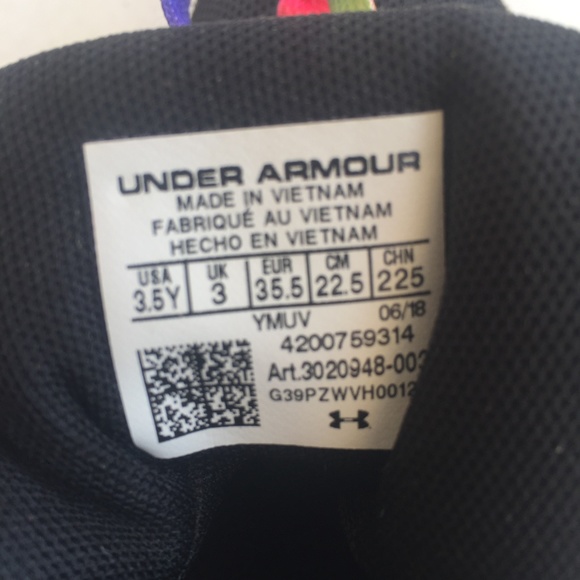 UNDER ARMOUR
MADE IN VIETNAM
FABRIQUÉ AU VIETNAM
HECHO EN VIETNAM
USA UK EUR CM CHN
3.5Y 3 35.5 22.5 225
YMUV 06/18
4200759314
Art.3020948-003
G39PZWVH0012